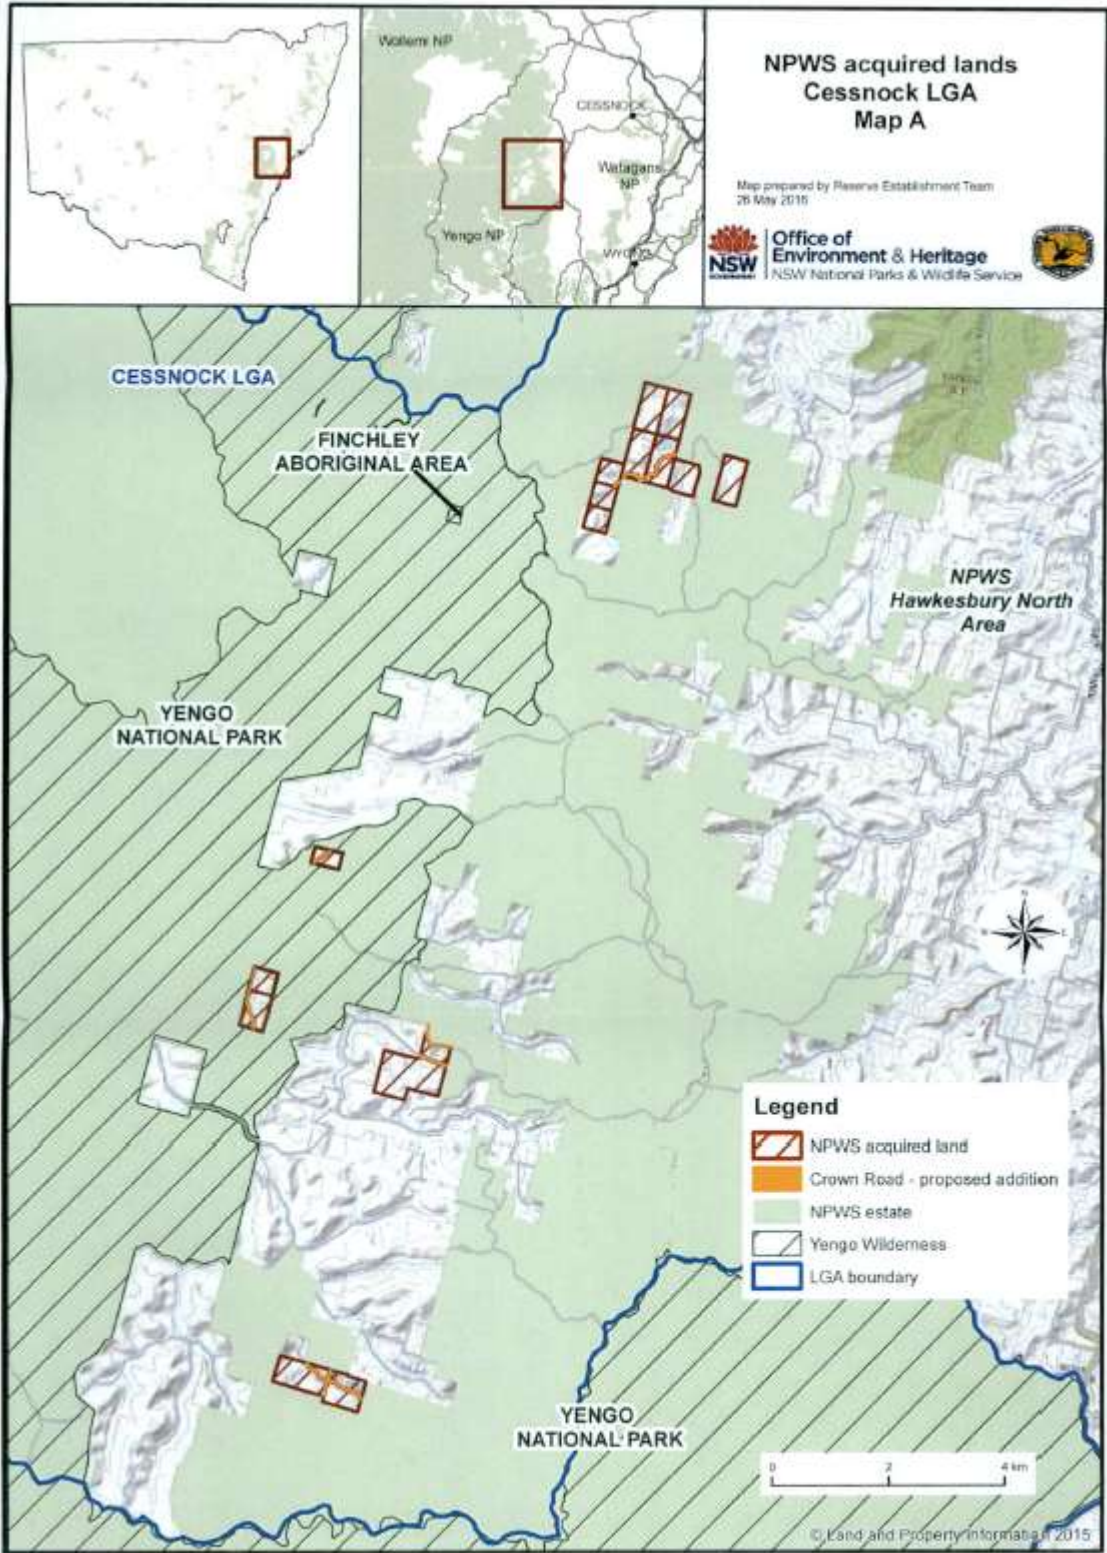 Wollemi NP
CESSNOCK
Watagans
NP
Yengo NP
WYONG
NPWS acquired lands
Cessnock LGA
Map A
Map prepared by Reserve Establishment Team
NSW
GOVERNMENT
Office of
Environment & Heritage
NSW National Parks & Wildlife Service
CESSNOCK LGA
FINCHLEY
ABORIGINAL AREA
NPWS
Hawkesbury North
Area
YENGO
NATIONAL PARK
N
E
Legend
NPWS acquired land
Crown Road - proposed addition
NPWS estate
Yengo Wilderness
LGA boundary
YENGO
NATIONAL PARK
0 2 4 km
© Land and Property Information 2015